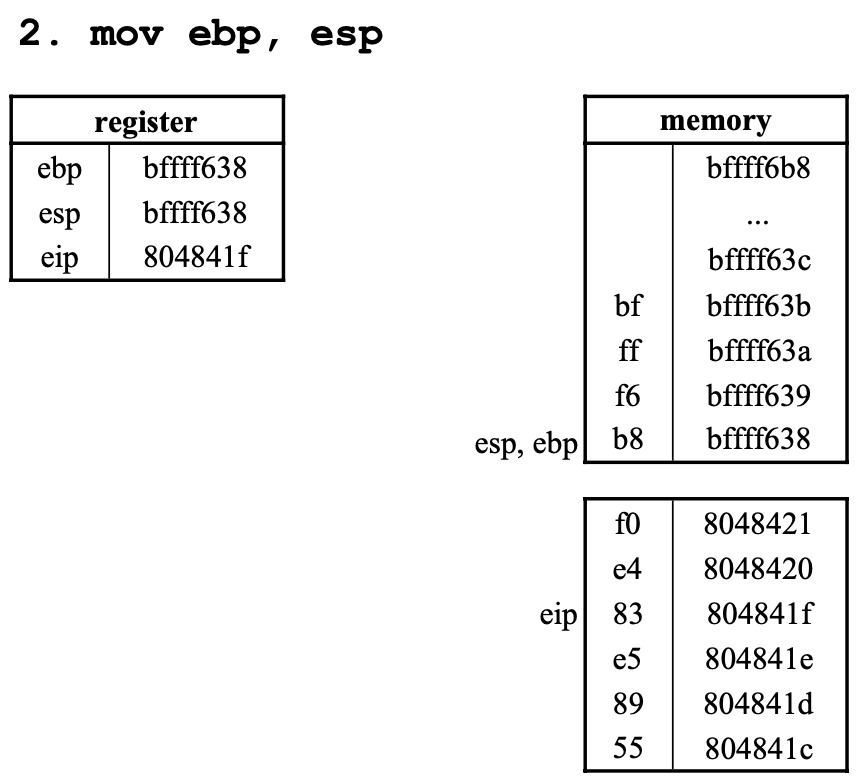 2. mov ebp, esp
register
ebp bffff638
esp bffff638
eip 804841f
memory
bffff6b8
...
bffff63c
bf bffff63b
ff bffff63a
f6 bffff639
esp, ebp b8 bffff638
f0 8048421
e4 8048420
eip 83 804841f
e5 804841e
89 804841d
55 804841c